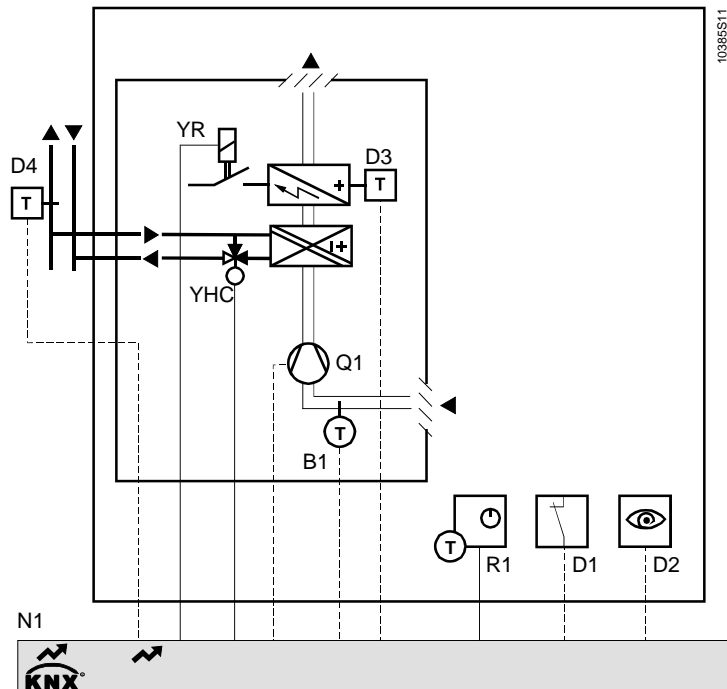 10385S11
YR
D3
D4
T
T
+
+
YHC
Q1
T
B1
T
R1
D1
D2
N1
KNX